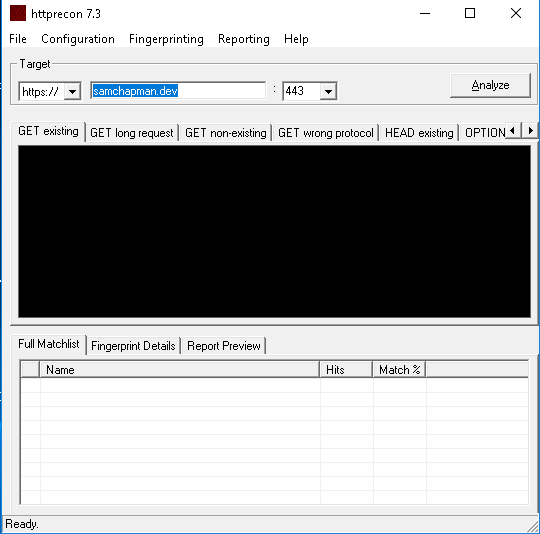 httprecon 7.3
File Configuration Fingerprinting Reporting Help
Target
https:// samchapman.dev : 443 Analyze
GET existing GET long request GET non-existing GET wrong protocol HEAD existing OPTION
Full Matchlist Fingerprint Details Report Preview
Name Hits Match %
Ready.